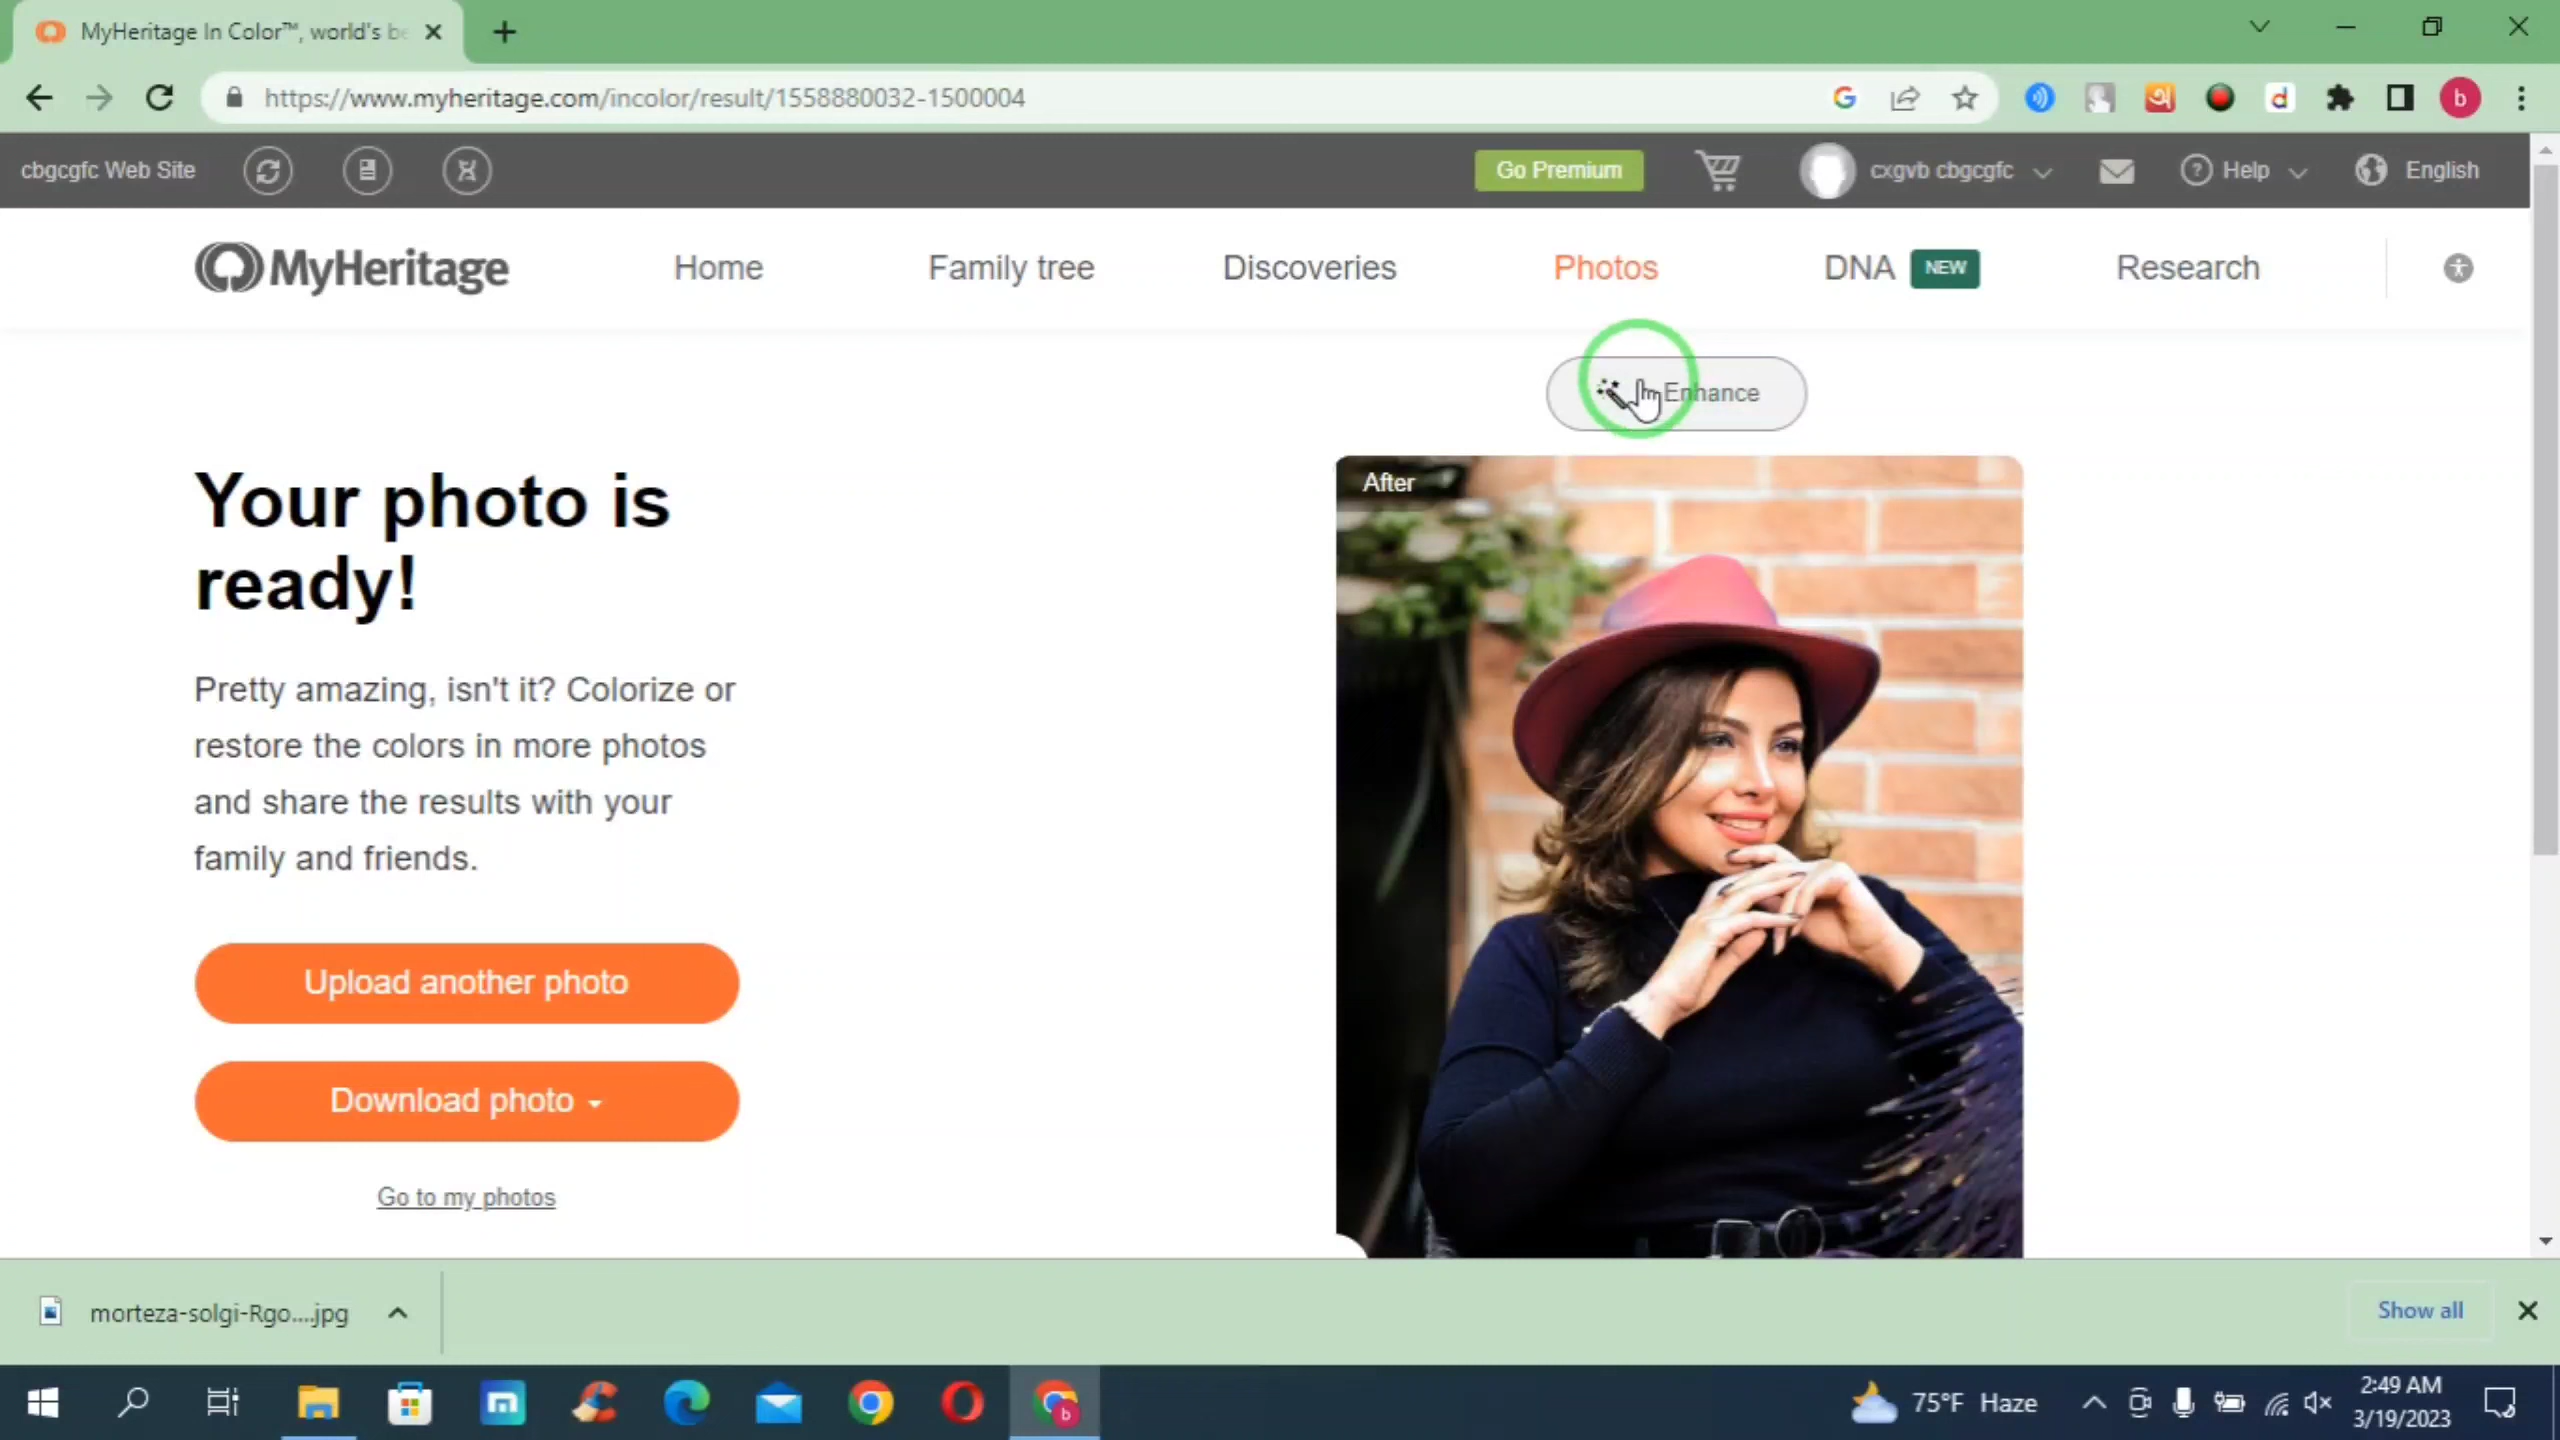 MyHeritage In Color™, world's be
https://www.myheritage.com/incolor/result/1558880032-1500004
cbgcgfc Web Site
Go Premium
cxgvb cbgcgfc
Help
English
MyHeritage
Home
Family tree
Discoveries
Photos
DNA NEW
Research
Enhance
After
Your photo is
ready!
Pretty amazing, isn't it? Colorize or
restore the colors in more photos
and share the results with your
family and friends.
Upload another photo
Download photo
Go to my photos
morteza-solgi-Rgo....jpg
Show all
75°F Haze
2:49 AM
3/19/2023